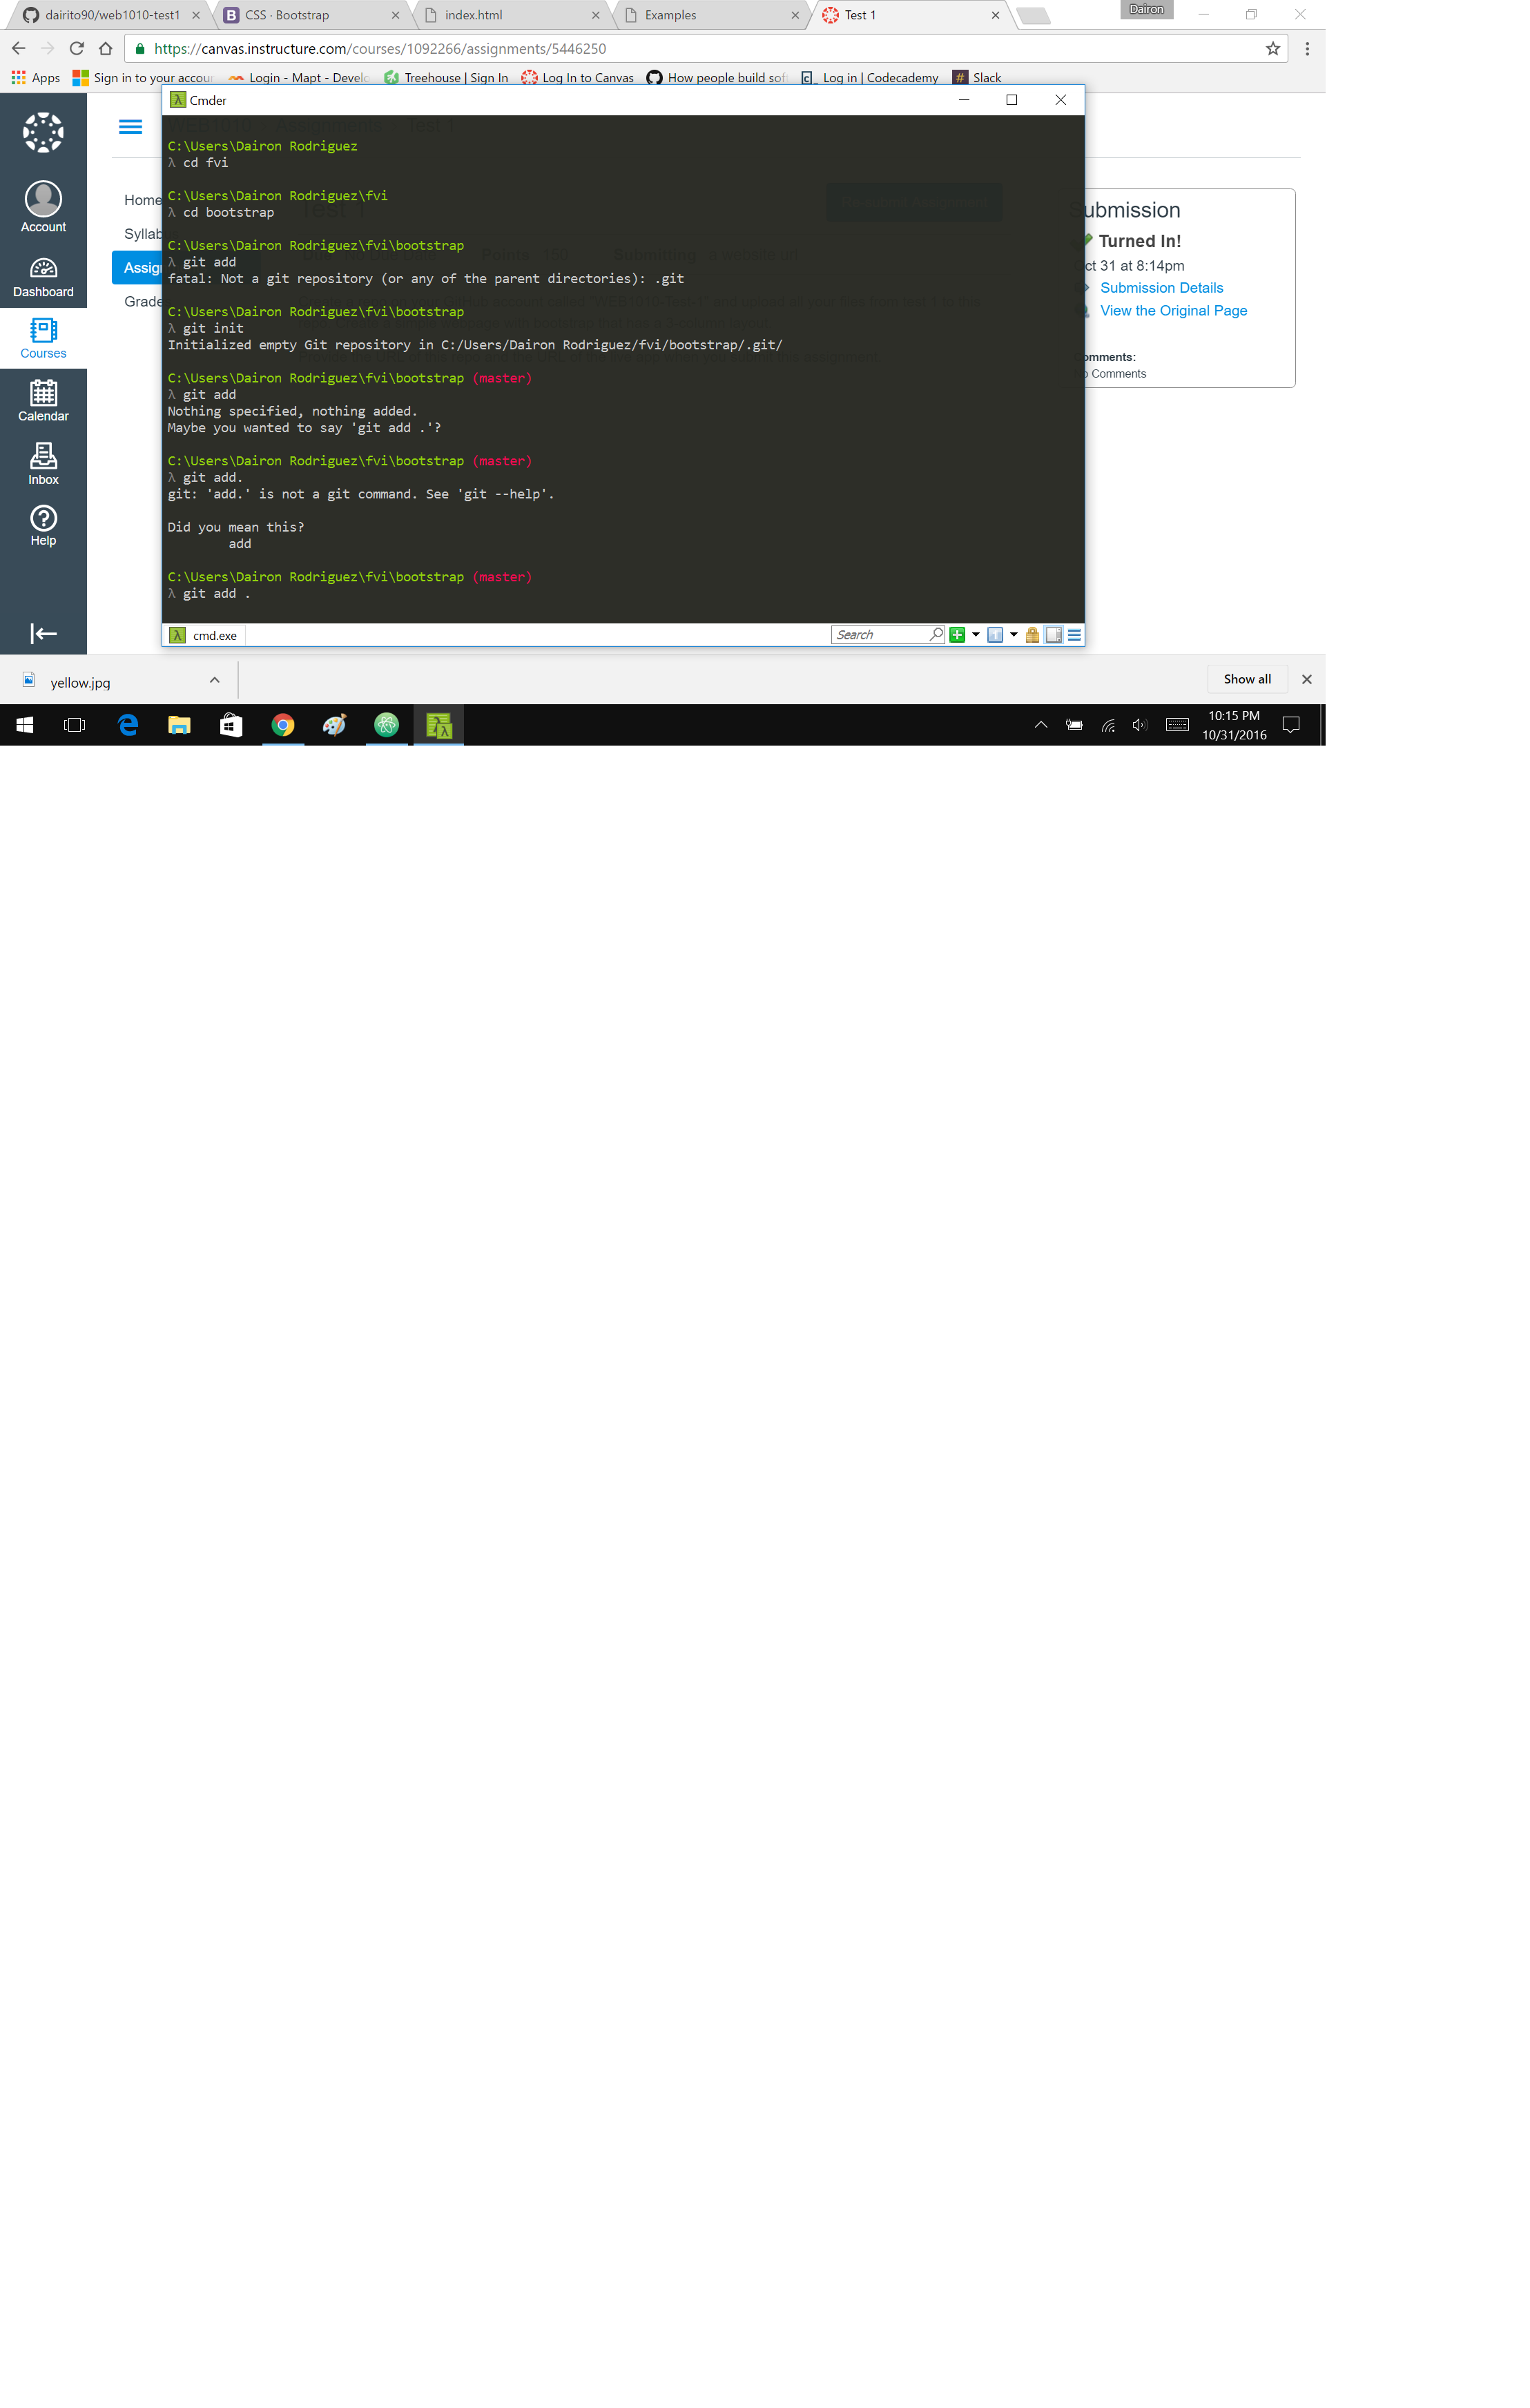 dairito90/web1010-test1
CSS · Bootstrap
index.html
Examples
Test 1
Dairon
https://canvas.instructure.com/courses/1092266/assignments/5446250
Apps
Sign in to your accou
Login - Mapt - Develo
Treehouse | Sign In
Log In to Canvas
How people build sof
Log in | Codecademy
Slack
Account
Dashboard
Courses
Calendar
Inbox
Help
Home
Syllab
Assig
Grade
Cmder
C:\Users\Dairon Rodriguez
λ cd fvi
C:\Users\Dairon Rodriguez\fvi
λ cd bootstrap
C:\Users\Dairon Rodriguez\fvi\bootstrap
λ git add
fatal: Not a git repository (or any of the parent directories): .git
C:\Users\Dairon Rodriguez\fvi\bootstrap
λ git init
Initialized empty Git repository in C:/Users/Dairon Rodriguez/fvi/bootstrap/.git/
C:\Users\Dairon Rodriguez\fvi\bootstrap (master)
λ git add
Nothing specified, nothing added.
Maybe you wanted to say 'git add .'?
C:\Users\Dairon Rodriguez\fvi\bootstrap (master)
λ git add.
git: 'add.' is not a git command. See 'git --help'.
Did you mean this?
add
C:\Users\Dairon Rodriguez\fvi\bootstrap (master)
λ git add .
cmd.exe
Search
ubmission
Turned In!
ct 31 at 8:14pm
Submission Details
View the Original Page
omments:
o Comments
yellow.jpg
Show all
10:15 PM
10/31/2016